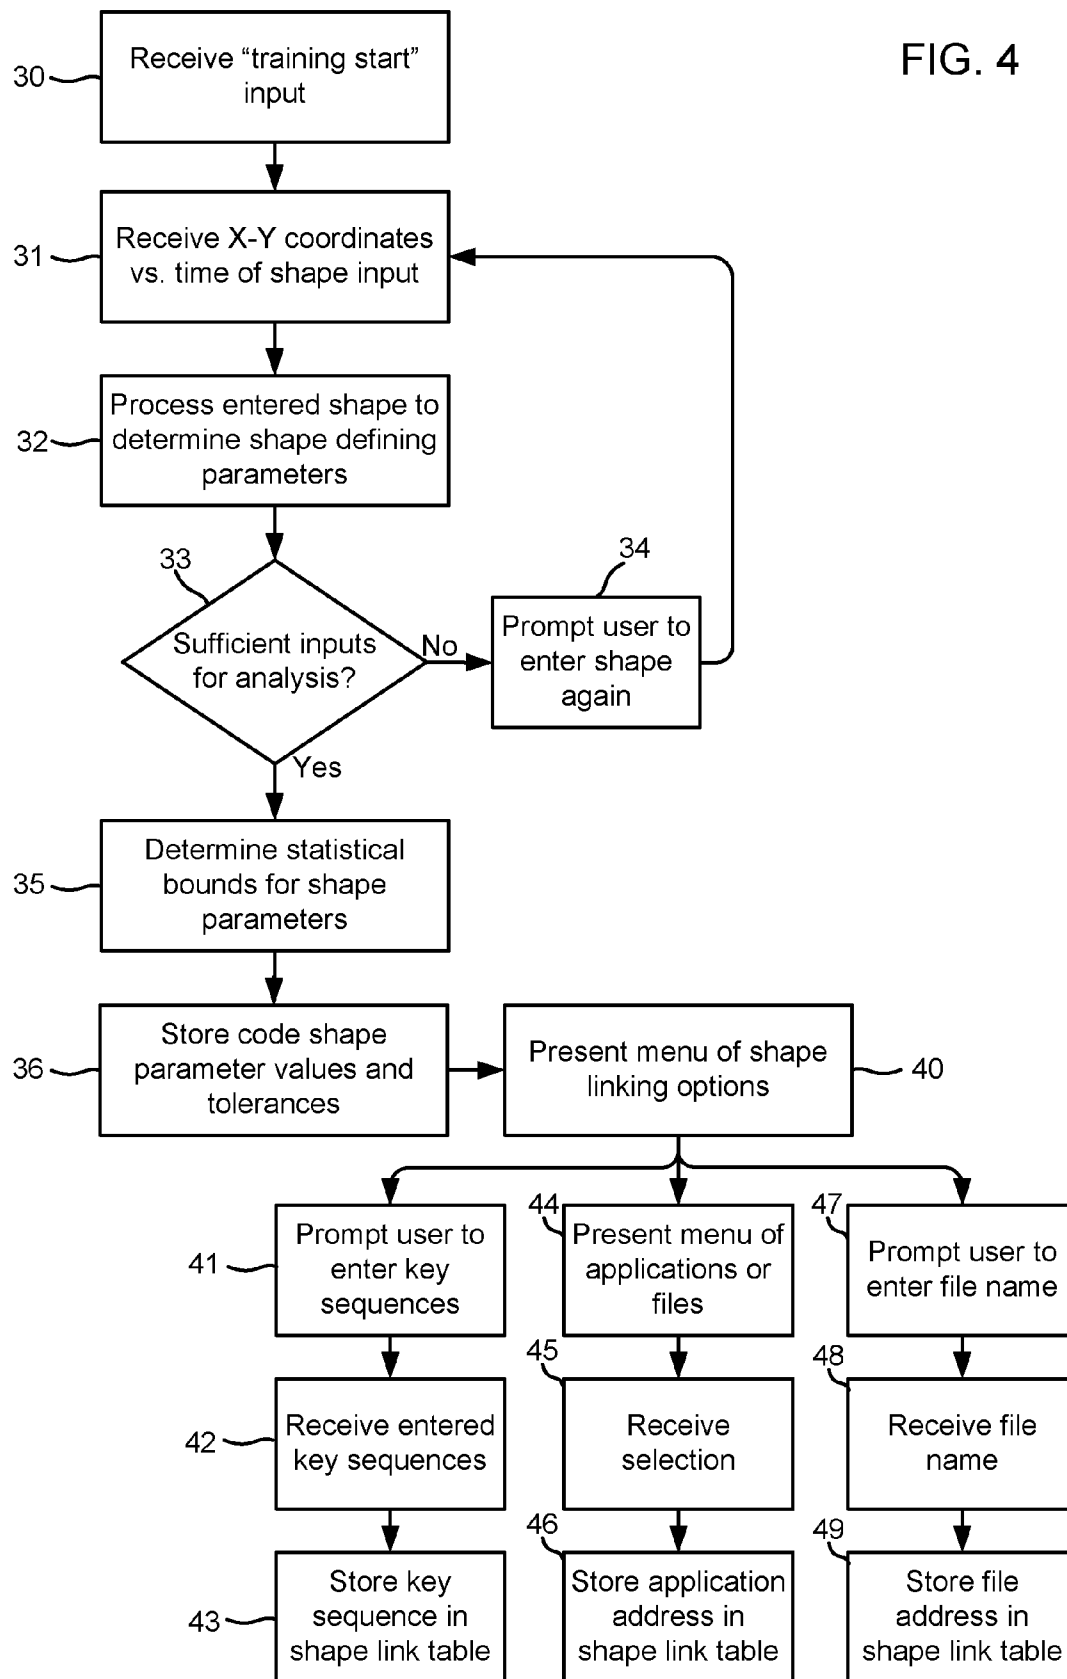 FIG. 4
30
Receive “training start”
input
31
Receive X-Y coordinates
vs. time of shape input
32
Process entered shape to
determine shape defining
parameters
33
Sufficient inputs
for analysis?
No
Yes
34
Prompt user to
enter shape
again
35
Determine statistical
bounds for shape
parameters
36
Store code shape
parameter values and
tolerances
Present menu of shape
linking options
40
41
Prompt user to
enter key
sequences
44
Present menu of
applications or
files
47
Prompt user to
enter file name
42
Receive entered
key sequences
45
Receive
selection
48
Receive file
name
43
Store key
sequence in
shape link table
46
Store application
address in
shape link table
49
Store file
address in
shape link table